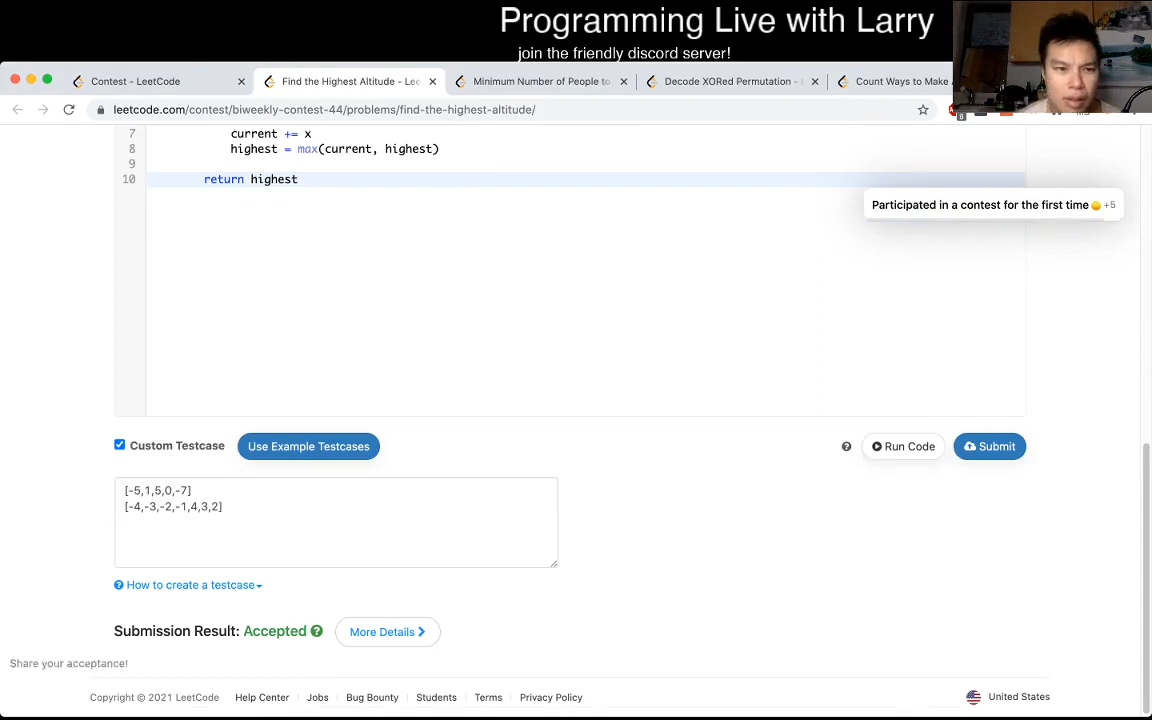 Programming Live with Larry
join the friendly discord server!
Contest - LeetCode
Find the Highest Altitude - Lee
Minimum Number of People to
Decode XORed Permutation -
Count Ways to Make
leetcode.com/contest/biweekly-contest-44/problems/find-the-highest-altitude/
6
7 current += x
8 highest = max(current, highest)
9
10 return highest
Participated in a contest for the first time +5
Custom Testcase
Use Example Testcases
Run Code
Submit
[-5,1,5,0,-7]
[-4,-3,-2,-1,4,3,2]
How to create a testcase
Submission Result: Accepted
More Details
Share your acceptance!
Copyright © 2021 LeetCode
Help Center
Jobs
Bug Bounty
Students
Terms
Privacy Policy
United States